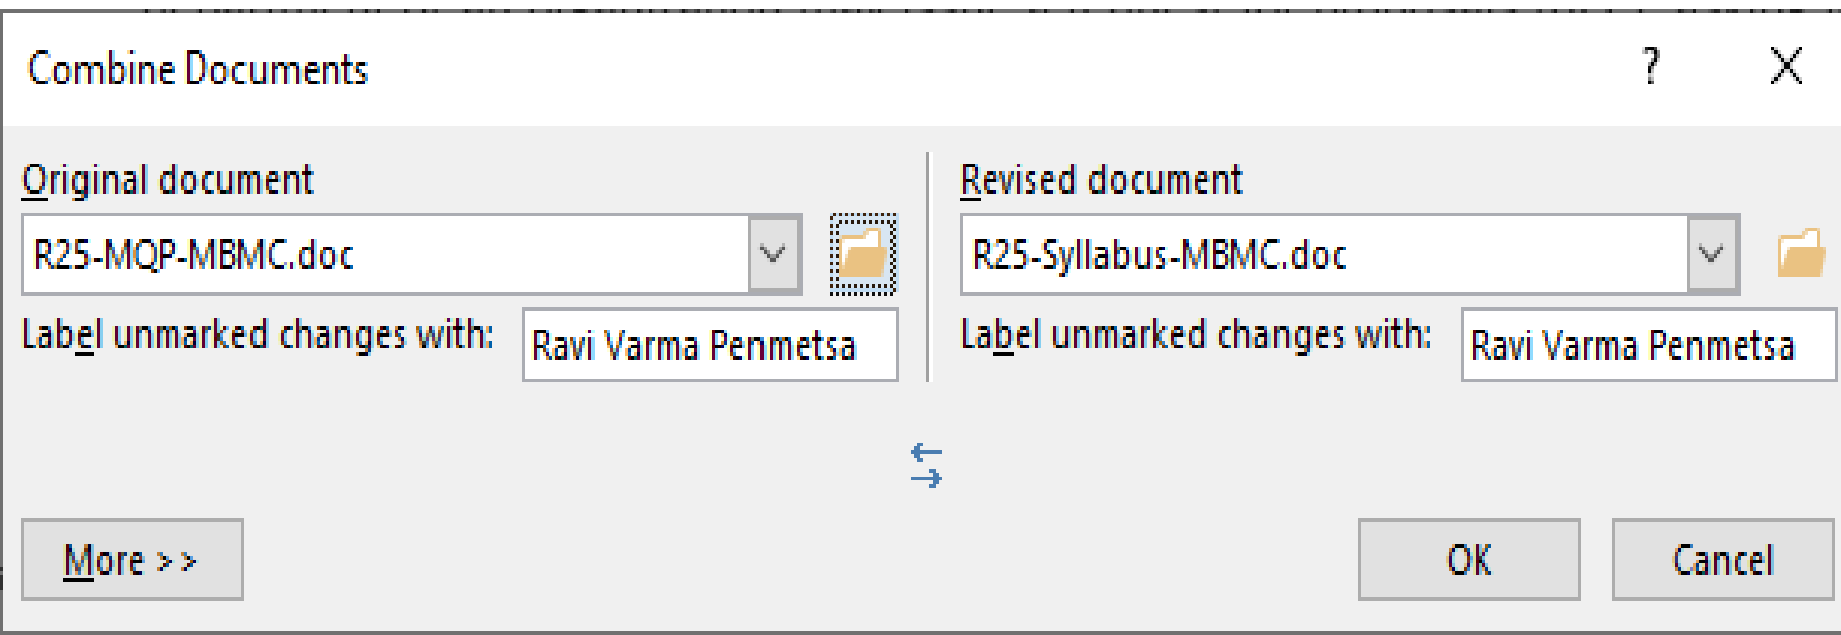 Combine Documents
?
Original document
Revised document
R25-MQP-MBMC.doc
R25-Syllabus-MBMC.doc
Label unmarked changes with: Ravi Varma Penmetsa
Label unmarked changes with: Ravi Varma Penmetsa
More >>
OK
Cancel